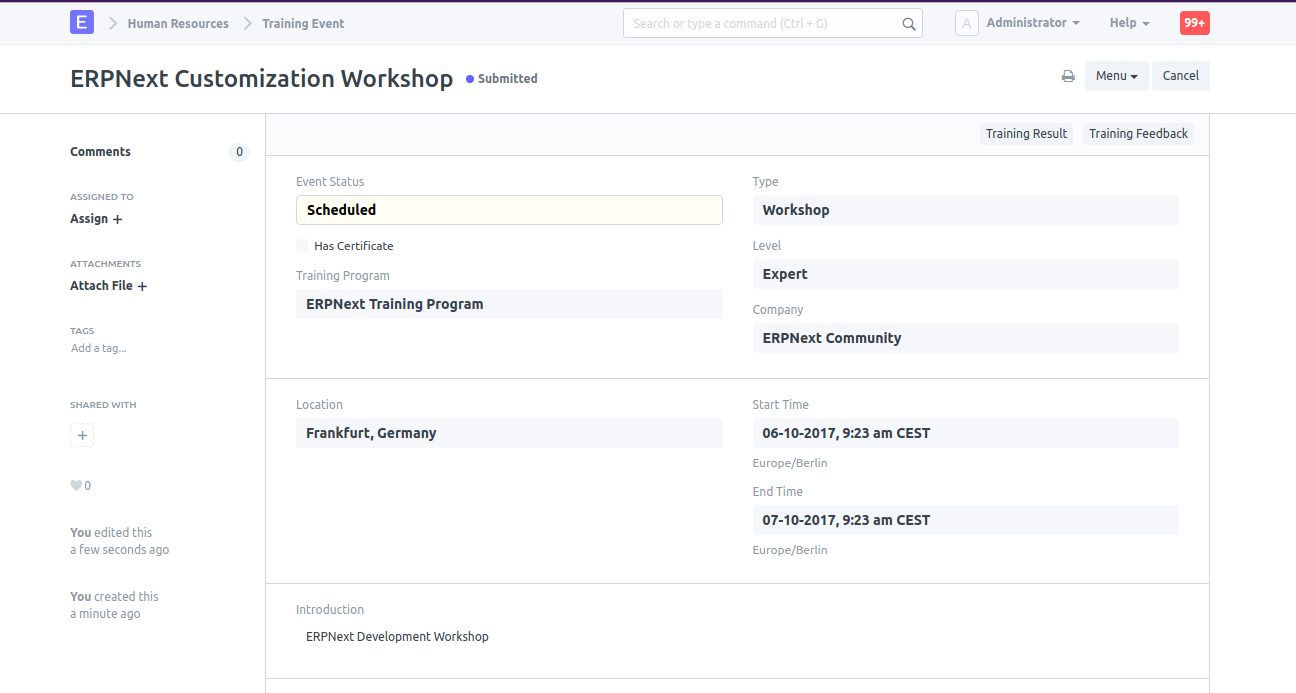 E Human Resources Training Event Search or type a command (Ctrl + G) A Administrator Help 99+
ERPNext Customization Workshop Submitted Menu Cancel
Comments 0
ASSIGNED TO
Assign +
ATTACHMENTS
Attach File +
TAGS
Add a tag...
SHARED WITH
+
0
You edited this
a few seconds ago
You created this
a minute ago
Training Result Training Feedback
Event Status
Scheduled
Has Certificate
Training Program
ERPNext Training Program
Type
Workshop
Level
Expert
Company
ERPNext Community
Location
Frankfurt, Germany
Start Time
06-10-2017, 9:23 am CEST
Europe/Berlin
End Time
07-10-2017, 9:23 am CEST
Europe/Berlin
Introduction
ERPNext Development Workshop